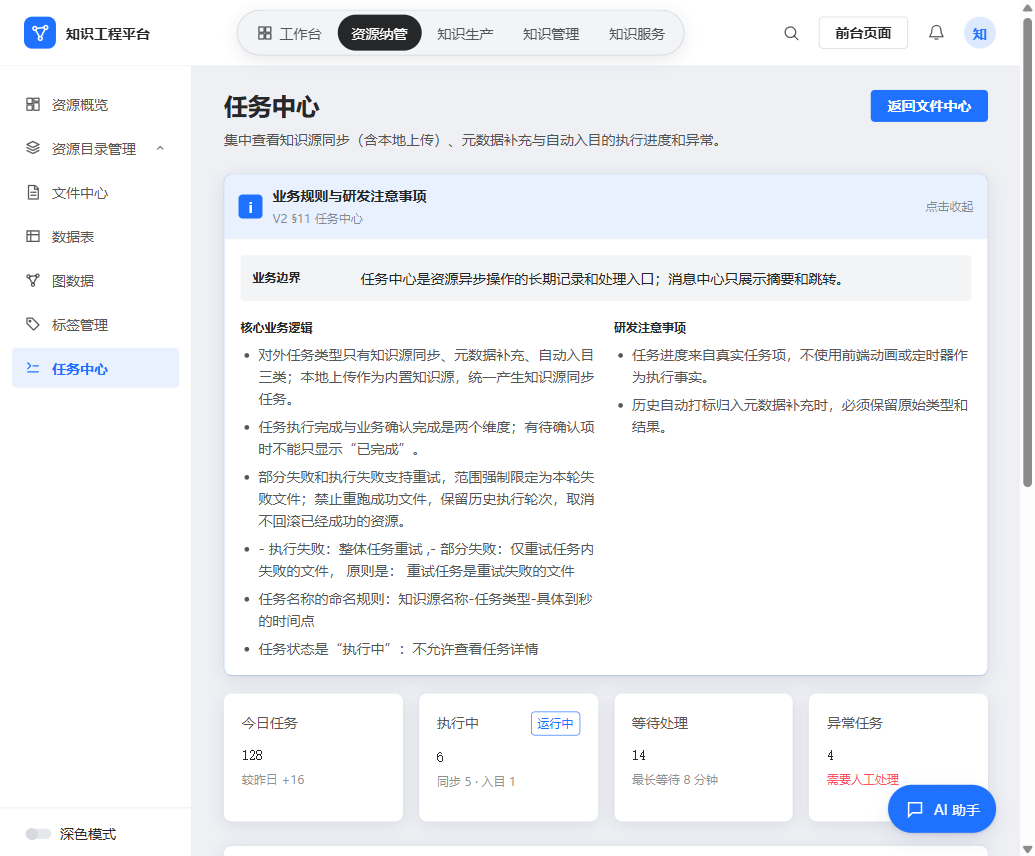 知识工程平台
工作台
资源纳管
知识生产
知识管理
知识服务
前台页面
知
资源概览
资源目录管理
文件中心
数据表
图数据
标签管理
任务中心
深色模式
任务中心
返回文件中心
集中查看知识源同步（含本地上传）、元数据补充与自动入目的执行进度和异常。
业务规则与研发注意事项
V2 §11 任务中心
点击收起
业务边界
任务中心是资源异步操作的长期记录和处理入口；消息中心只展示摘要和跳转。
核心业务逻辑
对外任务类型只有知识源同步、元数据补充、自动入目
三类；本地上传作为内置知识源，统一产生知识源同步
任务。
任务执行完成与业务确认完成是两个维度；有待确认项
时不能只显示“已完成”。
部分失败和执行失败支持重试，范围强制限定为本轮失
败文件；禁止重跑成功文件，保留历史执行轮次，取消
不回滚已经成功的资源。
- 执行失败：整体任务重试 ,- 部分失败：仅重试任务内
失败的文件， 原则是： 重试任务是重试失败的文件
任务名称的命名规则：知识源名称-任务类型-具体到秒
的时间点
任务状态是“执行中”：不允许查看任务详情
研发注意事项
任务进度来自真实任务项，不使用前端动画或定时器作
为执行事实。
历史自动打标归入元数据补充时，必须保留原始类型和
结果。
今日任务
128
较昨日 +16
执行中
运行中
6
同步 5 · 入目 1
等待处理
14
最长等待 8 分钟
异常任务
4
需要人工处理
AI 助手